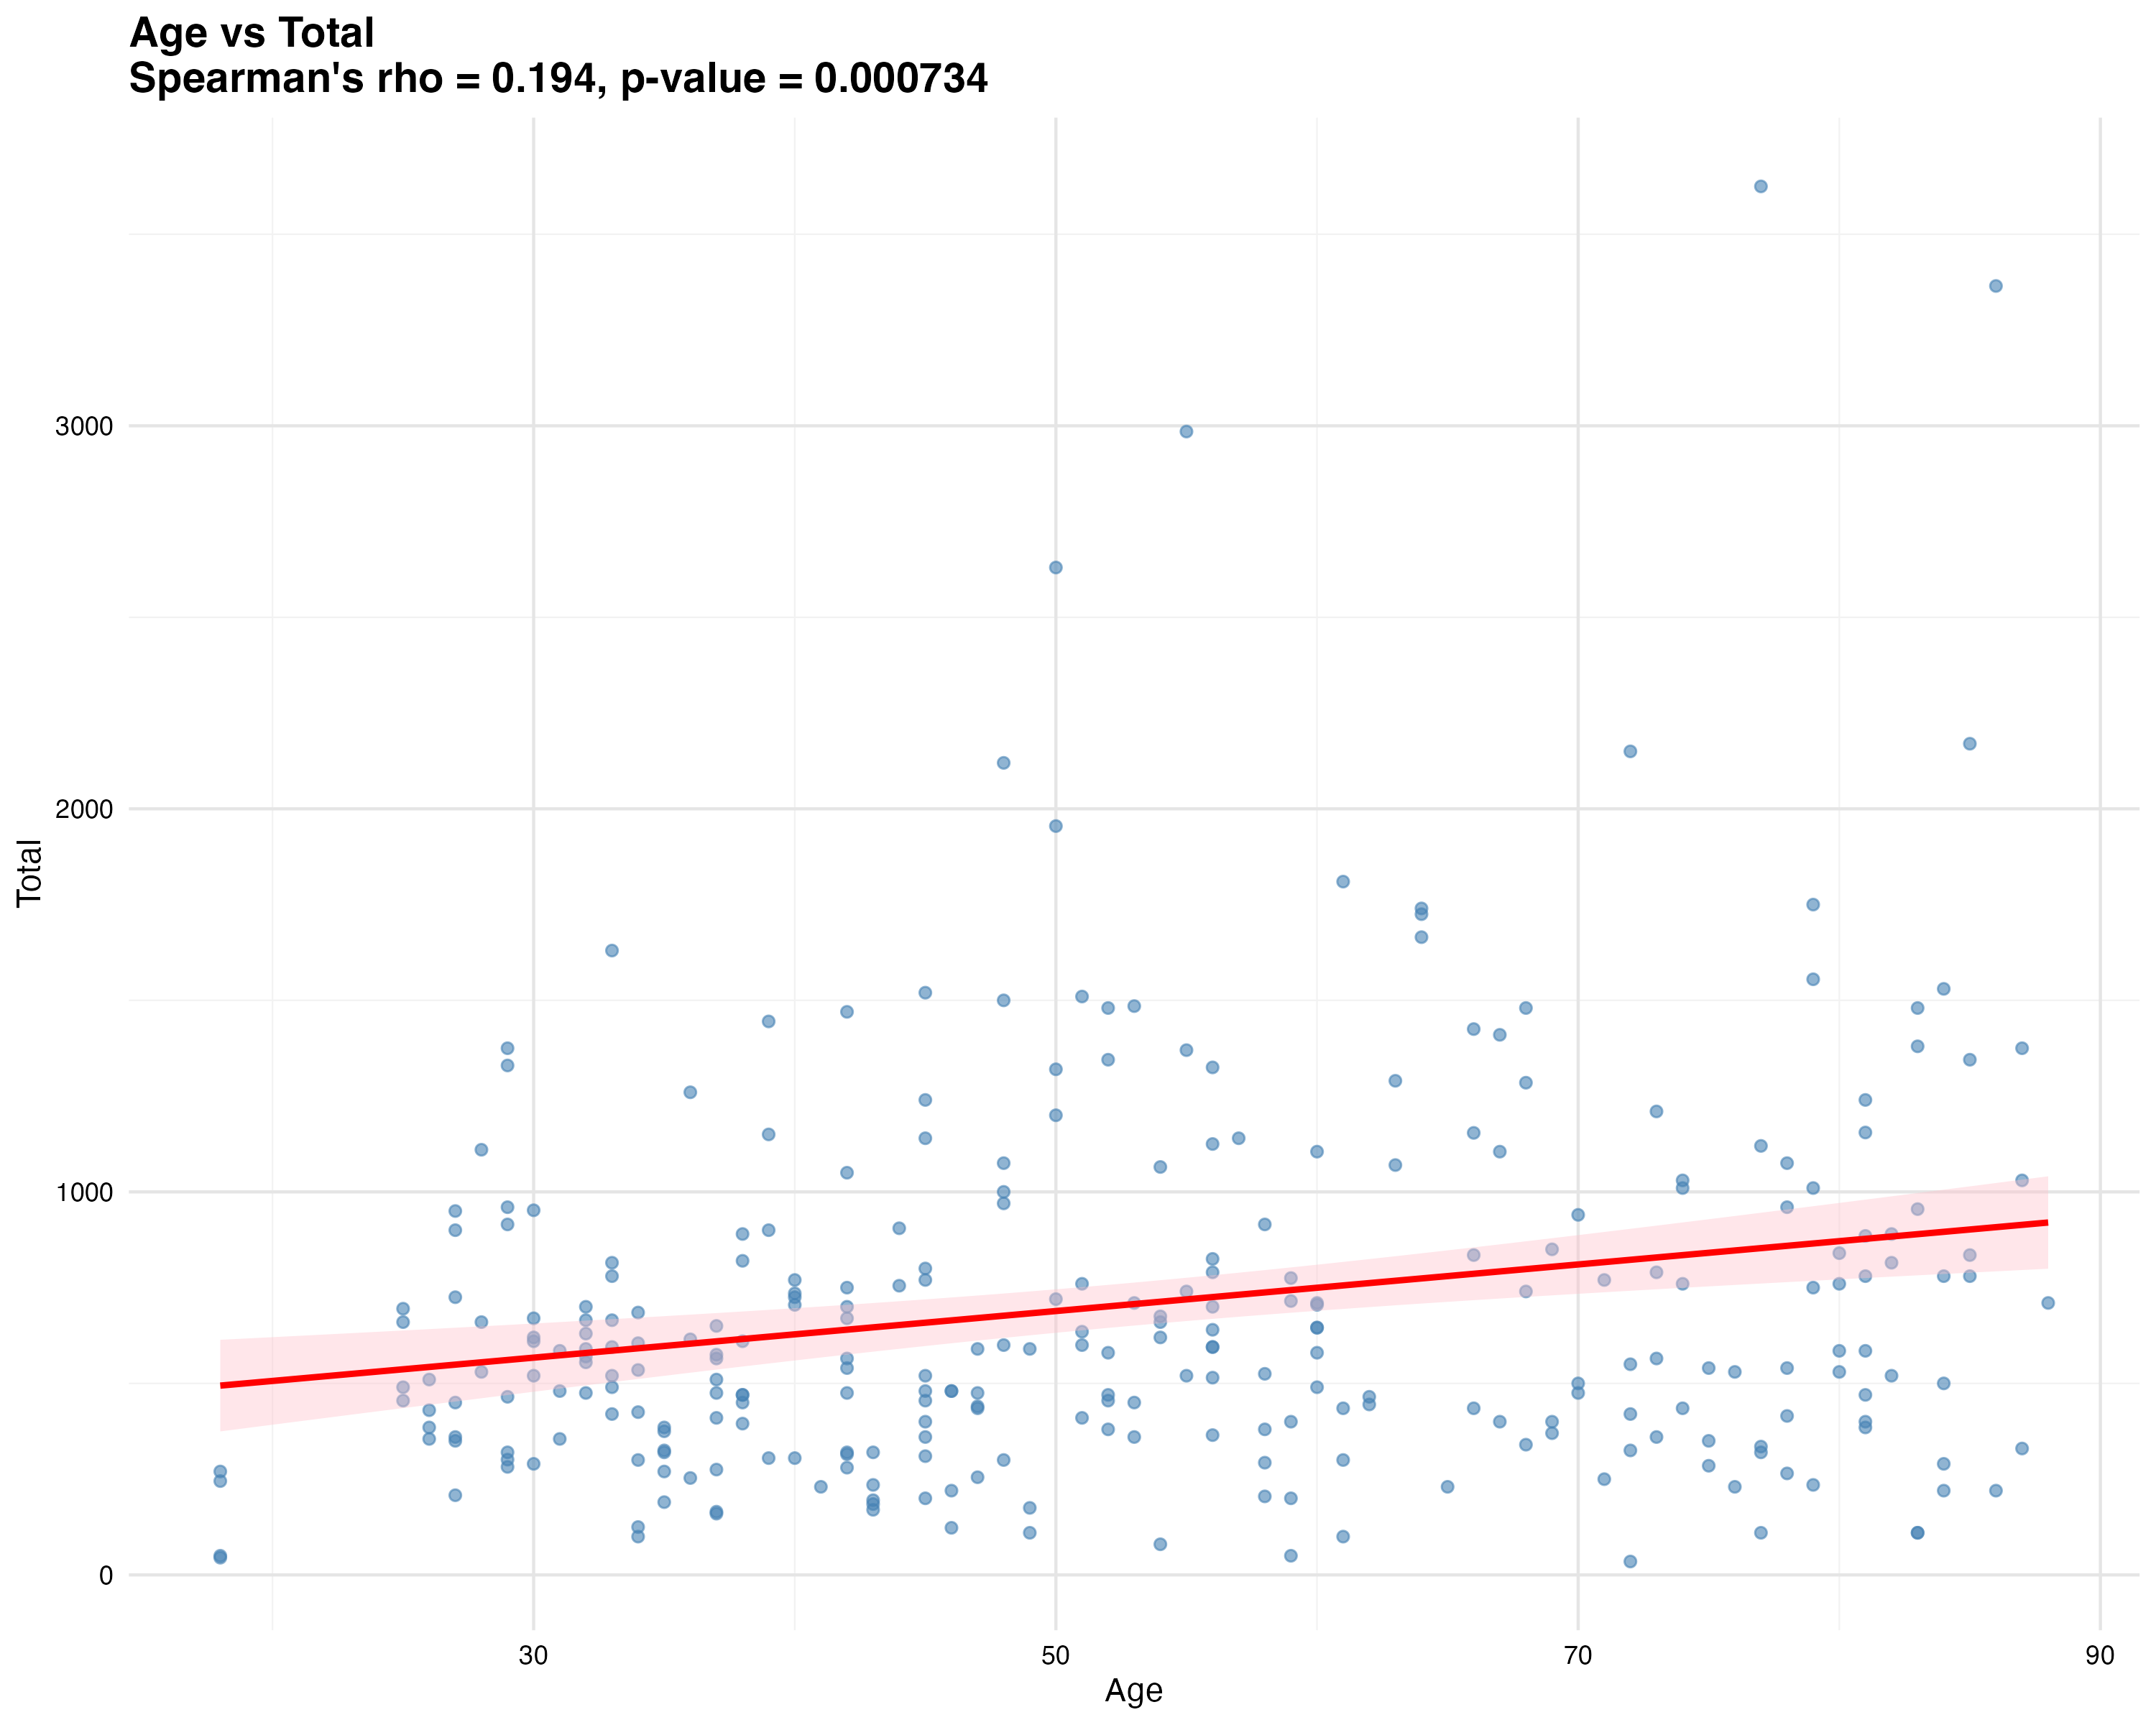 Age vs Total
Spearman's rho = 0.194, p-value = 0.000734
3000
2000
1000
0
Total
30
50
70
90
Age